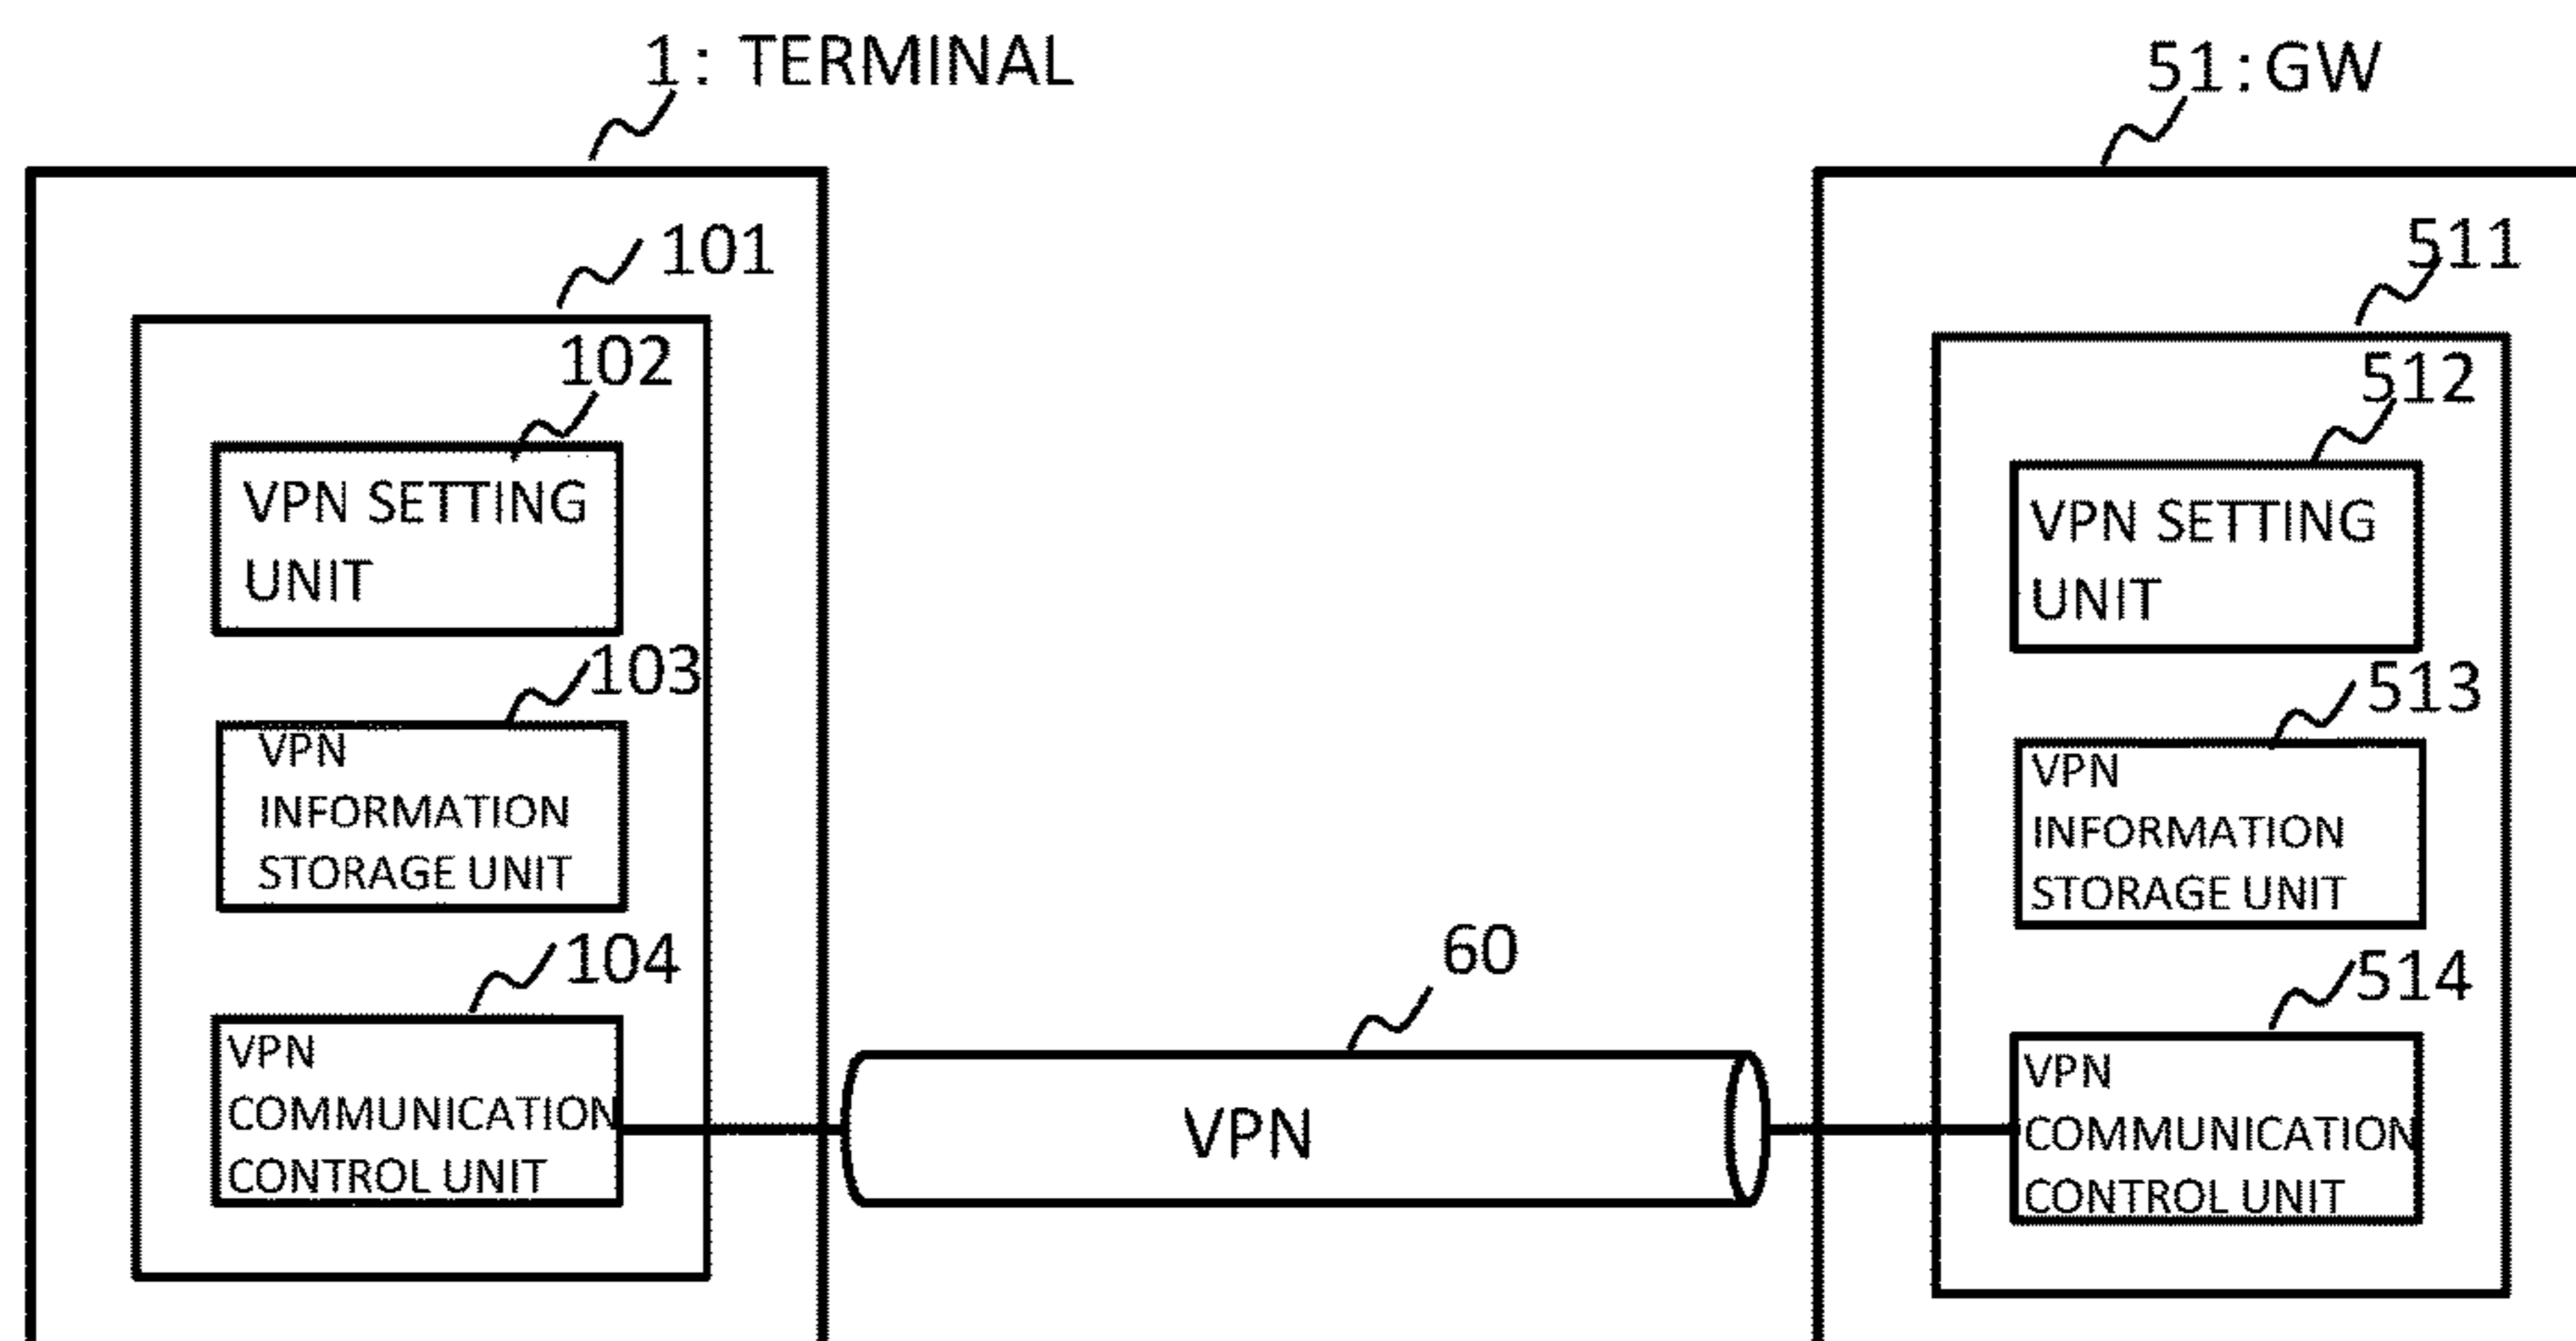 1: TERMINAL
101
102
VPN SETTING
UNIT
103
VPN
INFORMATION
STORAGE UNIT
104
VPN
COMMUNICATION
CONTROL UNIT
60
VPN
51:GW
511
512
VPN SETTING
UNIT
513
VPN
INFORMATION
STORAGE UNIT
514
VPN
COMMUNICATION
CONTROL UNIT